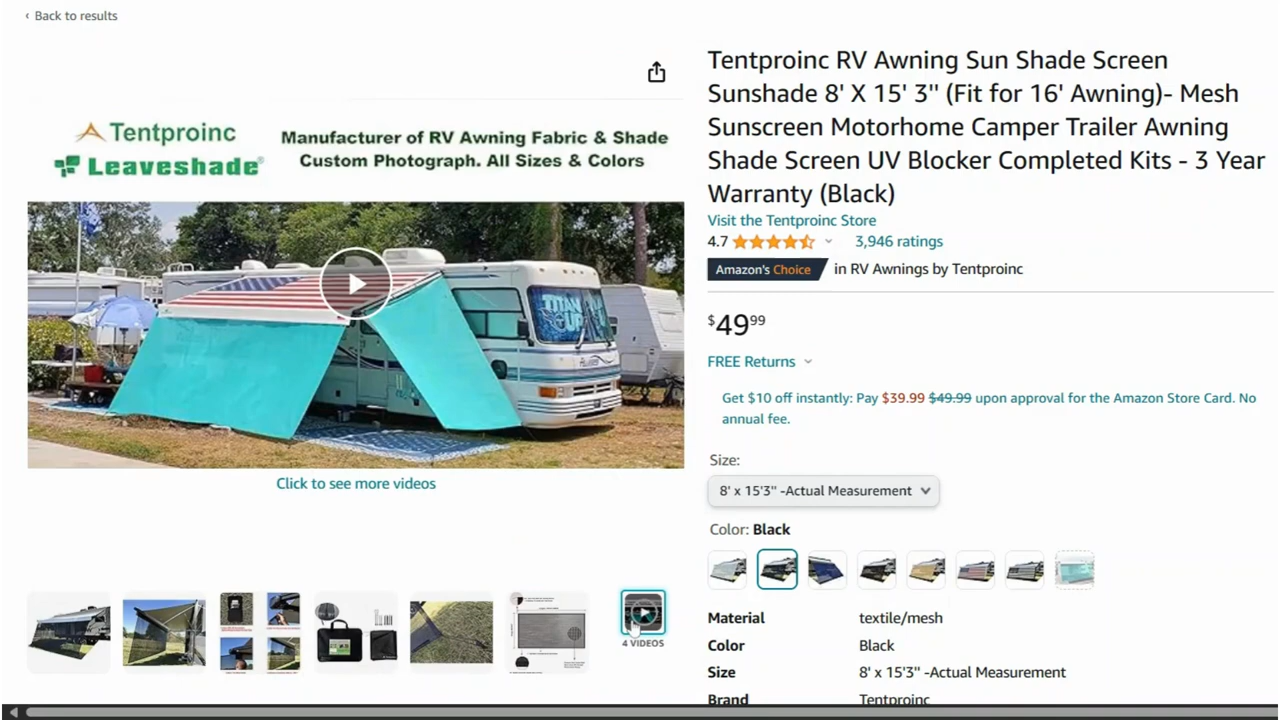 ‹ Back to results
Tentproinc RV Awning Sun Shade Screen
Sunshade 8' X 15' 3'' (Fit for 16' Awning)- Mesh
Sunscreen Motorhome Camper Trailer Awning
Shade Screen UV Blocker Completed Kits - 3 Year
Warranty (Black)
Visit the Tentproinc Store
4.7 3,946 ratings
Amazon's Choice in RV Awnings by Tentproinc
$49 99
FREE Returns
Get $10 off instantly: Pay $39.99 $49.99 upon approval for the Amazon Store Card. No
annual fee.
Size:
8' x 15'3'' -Actual Measurement
Color: Black
Material textile/mesh
Color Black
Size 8' x 15'3'' -Actual Measurement
Brand Tentproinc
Tentproinc
Leaveshade®
Manufacturer of RV Awning Fabric & Shade
Custom Photograph. All Sizes & Colors
TITAN
UP
Click to see more videos
4 VIDEOS